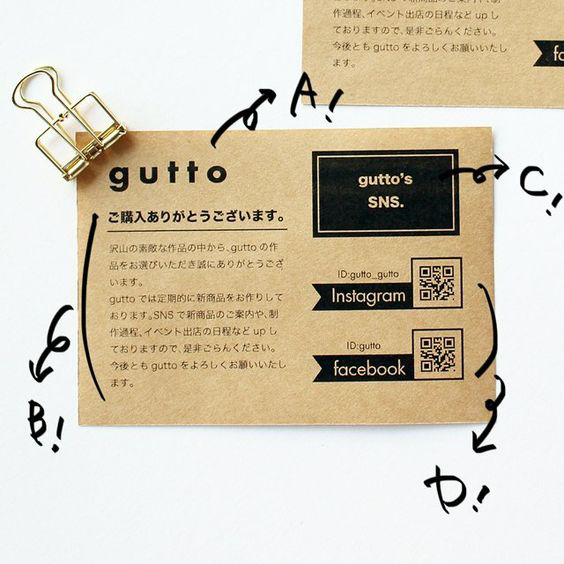 作過程、イベント出店の日程など up し
ておりますので、是非ごらんください。
今後とも gutto をよろしくお願いいたし
ます。
A!
gutto
ご購入ありがとうございます。
沢山の素敵な作品の中から、gutto の作
品をお選びいただき誠にありがとうござ
います。
gutto では定期的に新商品をお作りして
おります。SNS で新商品のご案内や、制
作過程、イベント出店の日程など up し
ておりますので、是非ごらんください。
今後とも gutto をよろしくお願いいたし
ます。
B!
gutto's
SNS.
C!
ID:gutto_gutto
Instagram
ID:gutto
facebook
D!